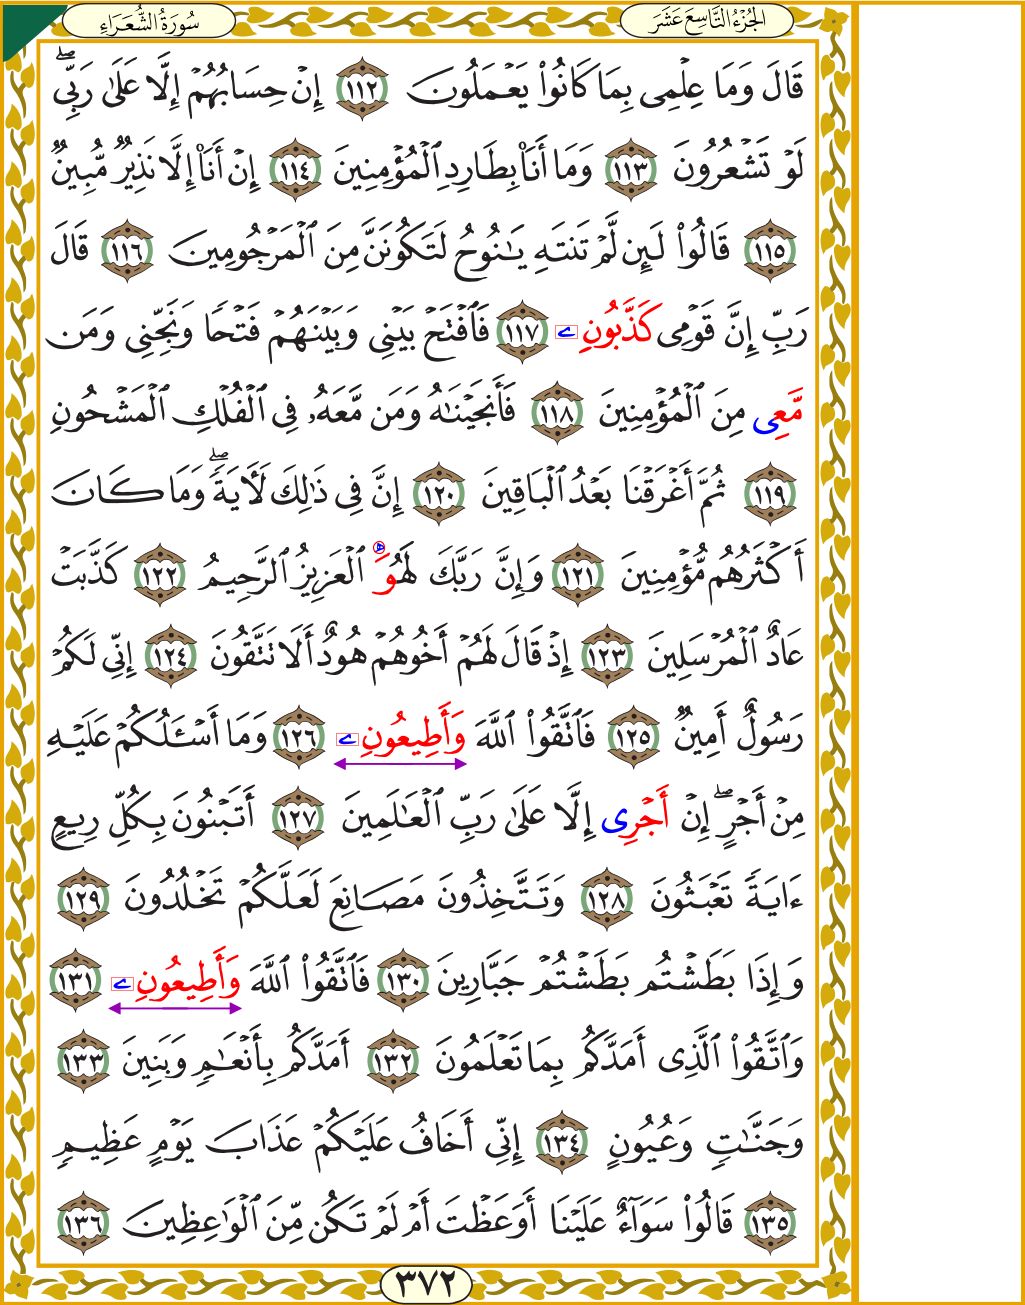 الجُزْءُ التَّاسِعَ عَشَرَ
سُورَةُ الشُّعَرَاءِ
قَالَ وَمَا عِلْمِى بِمَا كَانُوا۟ يَعْمَلُونَ ١١٢ إِنْ حِسَابُهُمْ إِلَّا عَلَىٰ رَبِّىۖ
لَوْ تَشْعُرُونَ ١١٣ وَمَا أَنَا۠ بِطَارِدِ ٱلْمُؤْمِنِينَ ١١٤ إِنْ أَنَا۠ إِلَّا نَذِيرٌ مُّبِينٌ
١١٥ قَالُوا۟ لَئِن لَّمْ تَنتَهِ يَـٰنُوحُ لَتَكُونَنَّ مِنَ ٱلْمَرْجُومِينَ ١١٦ قَالَ
رَبِّ إِنَّ قَوْمِى كَذَّبُونِ ے ١١٧ فَٱفْتَحْ بَيْنِى وَبَيْنَهُمْ فَتْحًا وَنَجِّنِى وَمَن
مَّعِى مِنَ ٱلْمُؤْمِنِينَ ١١٨ فَأَنجَيْنَـٰهُ وَمَن مَّعَهُۥ فِى ٱلْفُلْكِ ٱلْمَشْحُونِ
١١٩ ثُمَّ أَغْرَقْنَا بَعْدُ ٱلْبَاقِينَ ١٢٠ إِنَّ فِى ذَٰلِكَ لَـَٔايَةًۖ وَمَا كَانَ
أَكْثَرُهُم مُّؤْمِنِينَ ١٢١ وَإِنَّ رَبَّكَ لَهُوَ ٱلْعَزِيزُ ٱلرَّحِيمُ ١٢٢ كَذَّبَتْ
عَادٌ ٱلْمُرْسَلِينَ ١٢٣ إِذْ قَالَ لَهُمْ أَخُوهُمْ هُودٌ أَلَا تَتَّقُونَ ١٢٤ إِنِّى لَكُمْ
رَسُولٌ أَمِينٌ ١٢٥ فَٱتَّقُوا۟ ٱللَّهَ وَأَطِيعُونِ ے ١٢٦ وَمَا أَسْـَٔلُكُمْ عَلَيْهِ
مِنْ أَجْرٍۖ إِنْ أَجْرِى إِلَّا عَلَىٰ رَبِّ ٱلْعَـٰلَمِينَ ١٢٧ أَتَبْنُونَ بِكُلِّ رِيعٍ
ءَايَةً تَعْبَثُونَ ١٢٨ وَتَتَّخِذُونَ مَصَانِعَ لَعَلَّكُمْ تَخْلُدُونَ ١٢٩
وَإِذَا بَطَشْتُم بَطَشْتُمْ جَبَّارِينَ ١٣٠ فَٱتَّقُوا۟ ٱللَّهَ وَأَطِيعُونِ ے ١٣١
وَٱتَّقُوا۟ ٱلَّذِى أَمَدَّكُم بِمَا تَعْلَمُونَ ١٣٢ أَمَدَّكُم بِأَنْعَـٰمٍ وَبَنِينَ ١٣٣
وَجَنَّـٰتٍ وَعُيُونٍ ١٣٤ إِنِّى أَخَافُ عَلَيْكُمْ عَذَابَ يَوْمٍ عَظِيمٍ
١٣٥ قَالُوا۟ سَوَآءٌ عَلَيْنَا أَوَعَظْتَ أَمْ لَمْ تَكُن مِّنَ ٱلْوَٰعِظِينَ ١٣٦
٣٧٢